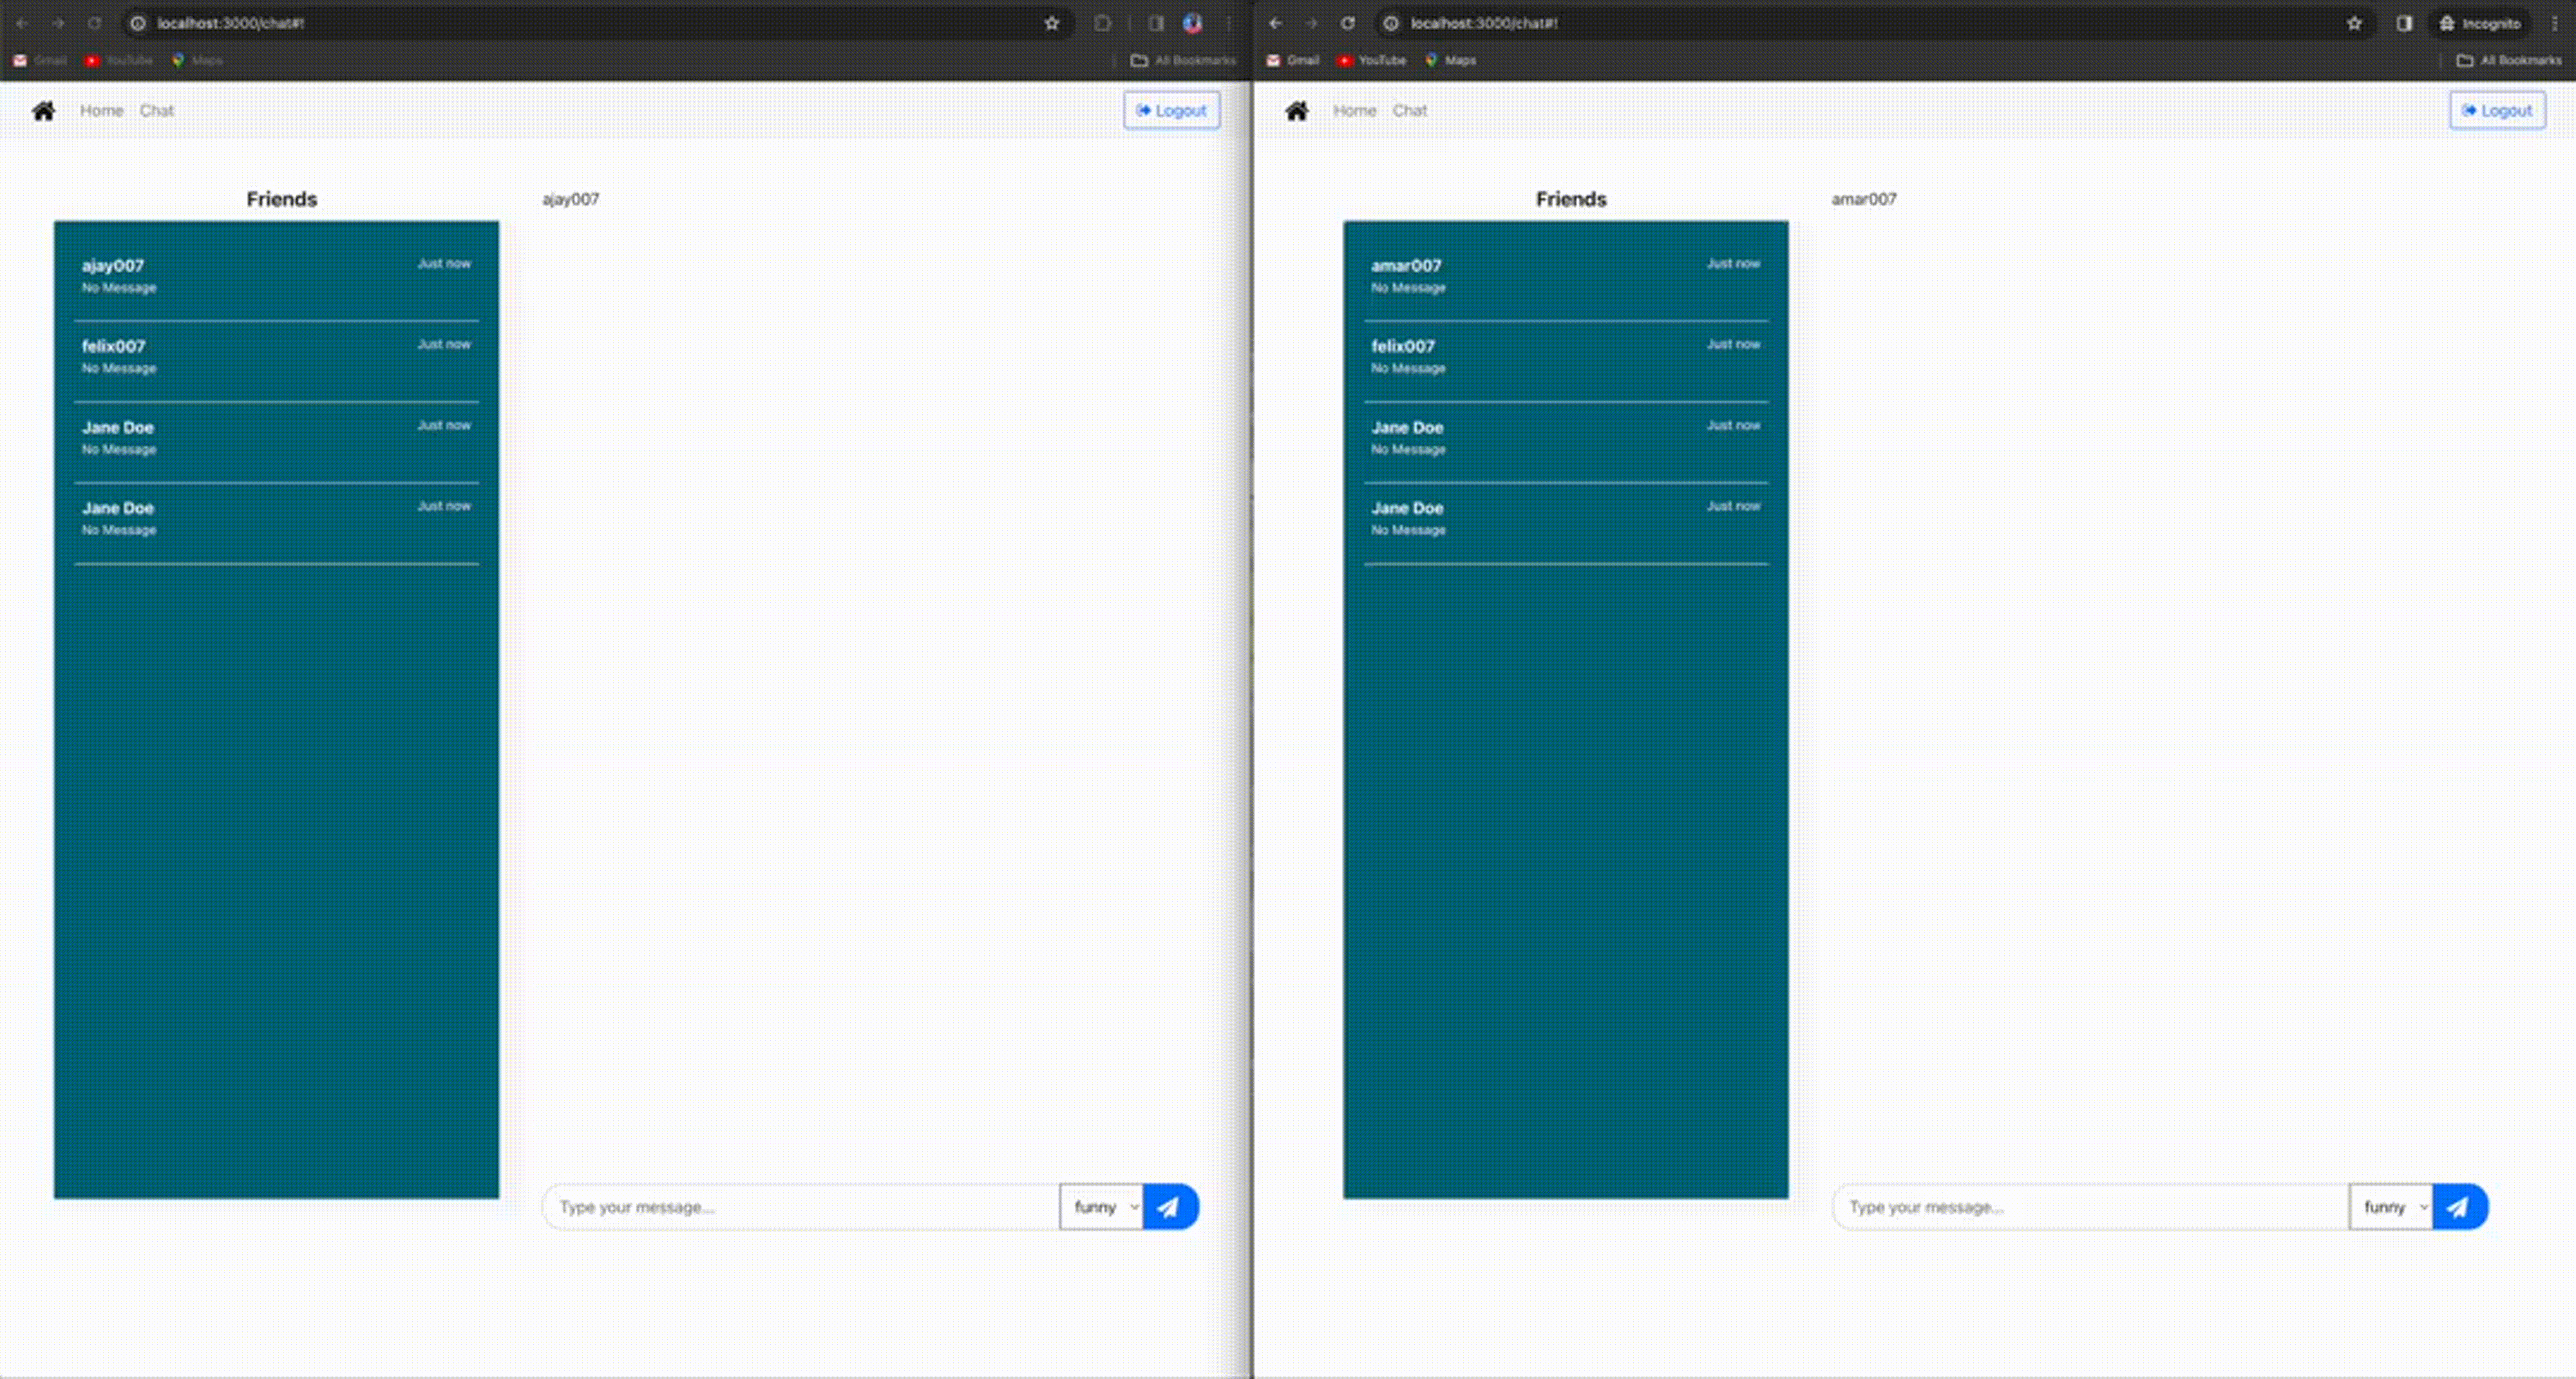 localhost:3000/chat#!
Gmail YouTube Maps All Bookmarks
Home Chat Logout
Friends ajay007
ajay007 Just now
No Message
felix007 Just now
No Message
Jane Doe Just now
No Message
Jane Doe Just now
No Message
Type your message... funny
localhost:3000/chat#! Incognito
Gmail YouTube Maps All Bookmarks
Home Chat Logout
Friends amar007
amar007 Just now
No Message
felix007 Just now
No Message
Jane Doe Just now
No Message
Jane Doe Just now
No Message
Type your message... funny